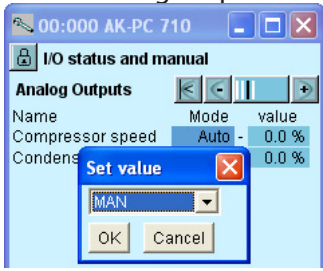 00:000 AK-PC 710
I/O status and manual
Analog Outputs
Name Mode value
Compressor speed Auto - 0.0 %
Condens 0.0 %
Set value
MAN
OK Cancel